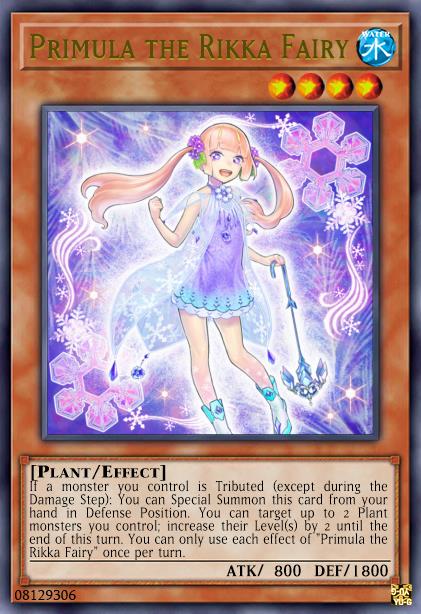 PRIMULA THE RIKKA FAIRY
WATER
水
[PLANT/EFFECT]
If a monster you control is Tributed (except during the
Damage Step): You can Special Summon this card from your
hand in Defense Position. You can target up to 2 Plant
monsters you control; increase their Level(s) by 2 until the
end of this turn. You can only use each effect of "Primula the
Rikka Fairy" once per turn.
ATK/ 800 DEF/1800
08129306